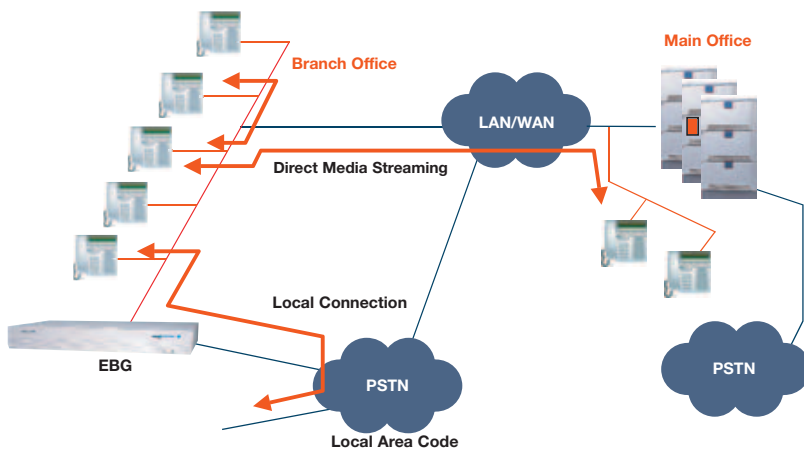 Branch Office
Main Office
LAN/WAN
Direct Media Streaming
Local Connection
EBG
PSTN
PSTN
Local Area Code